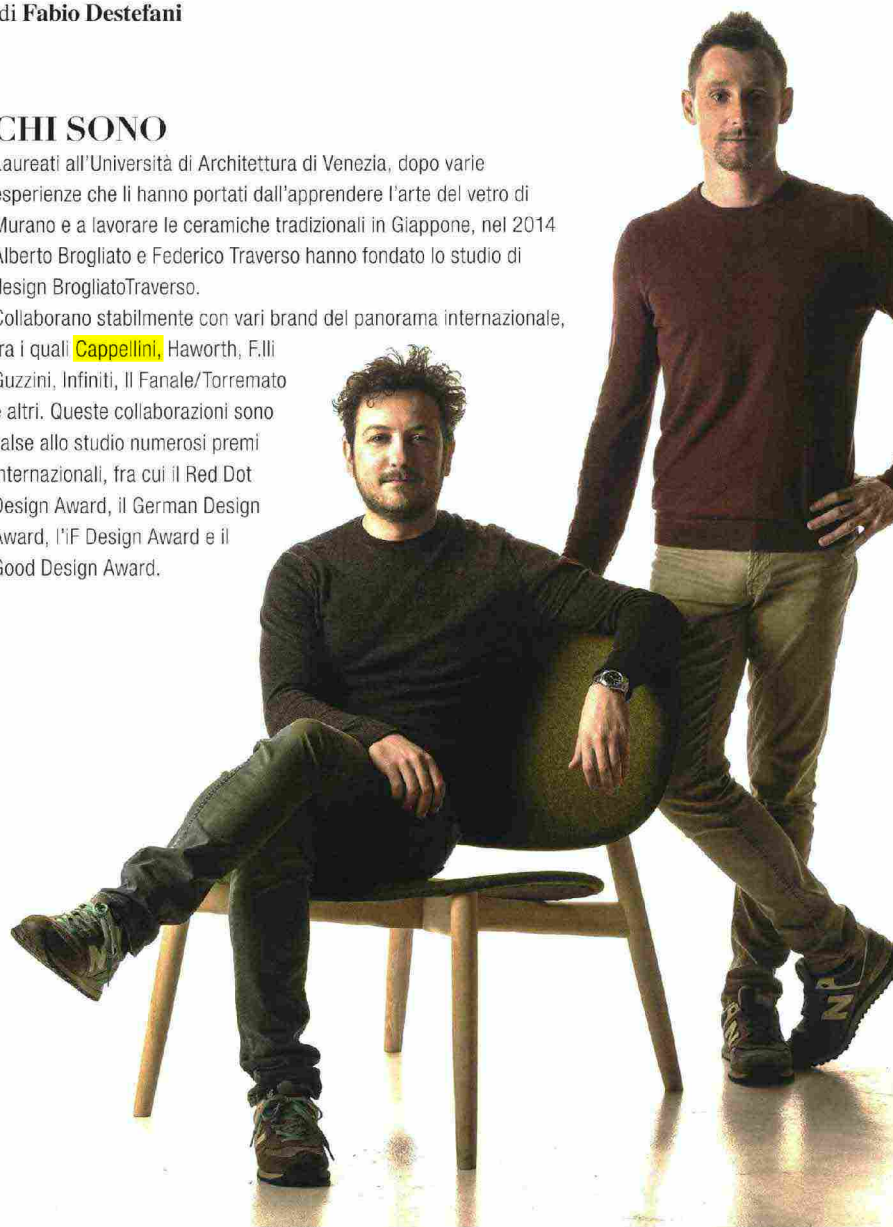 di Fabio Destefani
CHI SONO
Laureati all'Università di Architettura di Venezia, dopo varie
esperienze che li hanno portati dall'apprendere l'arte del vetro di
Murano e a lavorare le ceramiche tradizionali in Giappone, nel 2014
Alberto Brogliato e Federico Traverso hanno fondato lo studio di
design BrogliatoTraverso.
Collaborano stabilmente con vari brand del panorama internazionale,
fra i quali Cappellini, Haworth, F.lli
Guzzini, Infiniti, Il Fanale/Torremato
e altri. Queste collaborazioni sono
valse allo studio numerosi premi
internazionali, fra cui il Red Dot
Design Award, il German Design
Award, l'iF Design Award e il
Good Design Award.
N
N